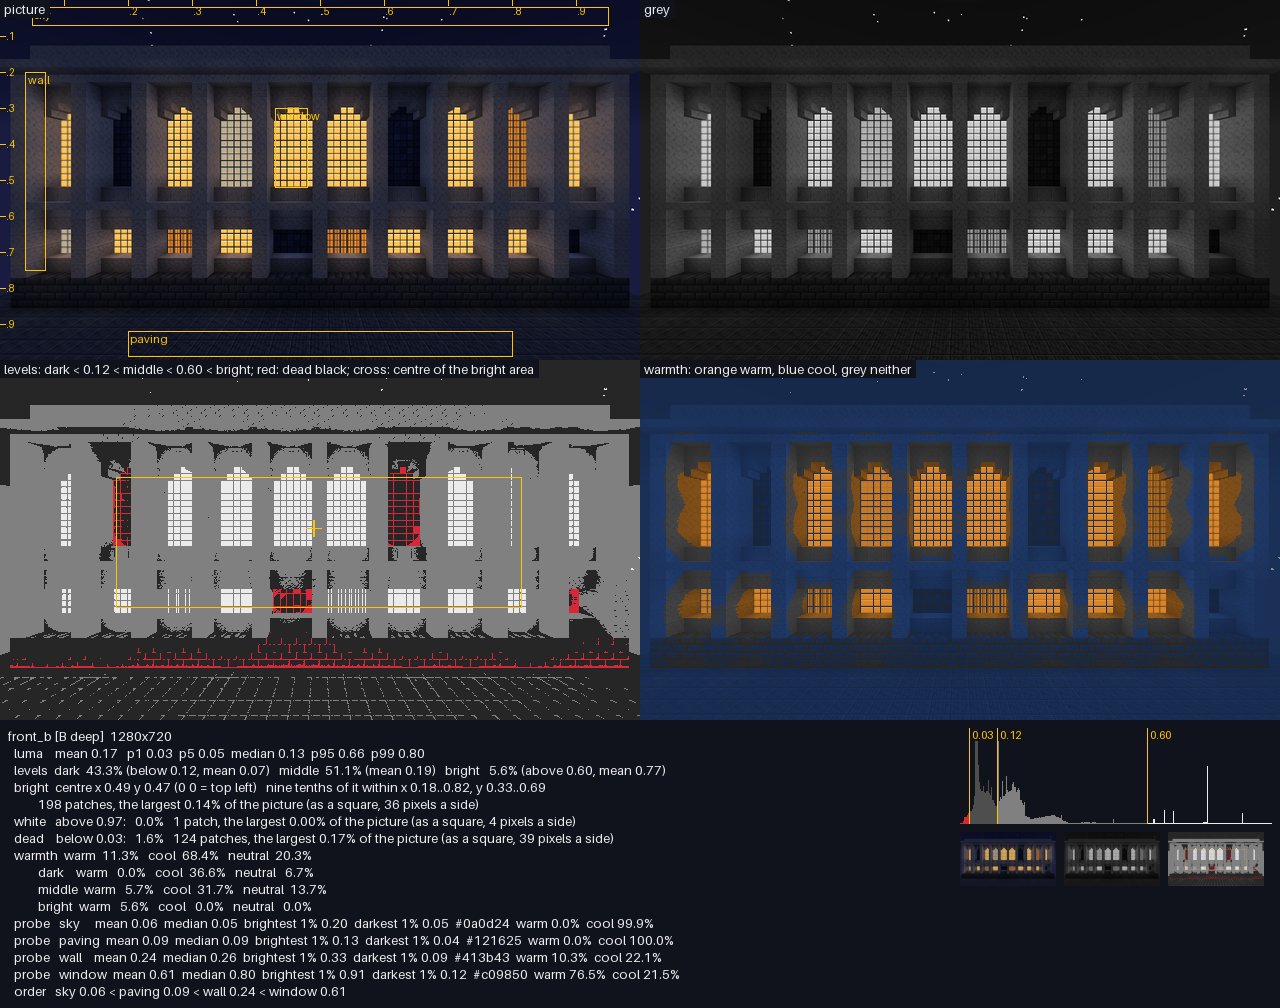 picture
grey
.2 .3 .4 .5 .6 .7 .8 .9
.1
.2
wall
.3
window
.4
.5
.6
.7
.8
.9
paving
levels: dark < 0.12 < middle < 0.60 < bright; red: dead black; cross: centre of the bright area
warmth: orange warm, blue cool, grey neither
front_b [B deep] 1280x720
luma mean 0.17 p1 0.03 p5 0.05 median 0.13 p95 0.66 p99 0.80
levels dark 43.3% (below 0.12, mean 0.07) middle 51.1% (mean 0.19) bright 5.6% (above 0.60, mean 0.77)
bright centre x 0.49 y 0.47 (0 0 = top left) nine tenths of it within x 0.18..0.82, y 0.33..0.69
198 patches, the largest 0.14% of the picture (as a square, 36 pixels a side)
white above 0.97: 0.0% 1 patch, the largest 0.00% of the picture (as a square, 4 pixels a side)
dead below 0.03: 1.6% 124 patches, the largest 0.17% of the picture (as a square, 39 pixels a side)
warmth warm 11.3% cool 68.4% neutral 20.3%
dark warm 0.0% cool 36.6% neutral 6.7%
middle warm 5.7% cool 31.7% neutral 13.7%
bright warm 5.6% cool 0.0% neutral 0.0%
probe sky mean 0.06 median 0.05 brightest 1% 0.20 darkest 1% 0.05 #0a0d24 warm 0.0% cool 99.9%
probe paving mean 0.09 median 0.09 brightest 1% 0.13 darkest 1% 0.04 #121625 warm 0.0% cool 100.0%
probe wall mean 0.24 median 0.26 brightest 1% 0.33 darkest 1% 0.09 #413b43 warm 10.3% cool 22.1%
probe window mean 0.61 median 0.80 brightest 1% 0.91 darkest 1% 0.12 #c09850 warm 76.5% cool 21.5%
order sky 0.06 < paving 0.09 < wall 0.24 < window 0.61
0.03 0.12 0.60